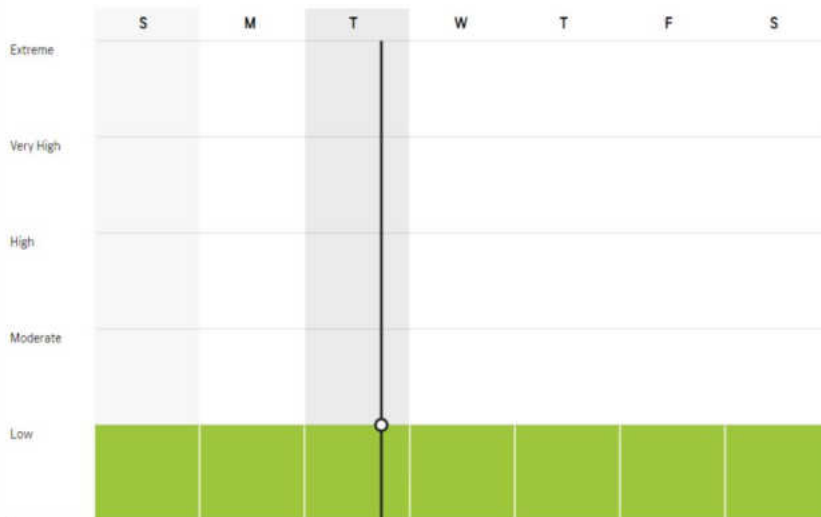 S M T W T F S
Extreme
Very High
High
Moderate
Low